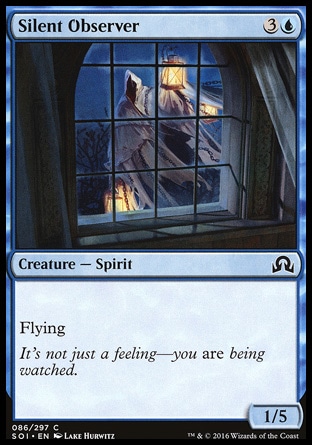 Silent Observer 3
Creature — Spirit
Flying
It's not just a feeling—you are being
watched.
1/5
086/297 C
SOI • EN Lake Hurwitz
™ & © 2016 Wizards of the Coast